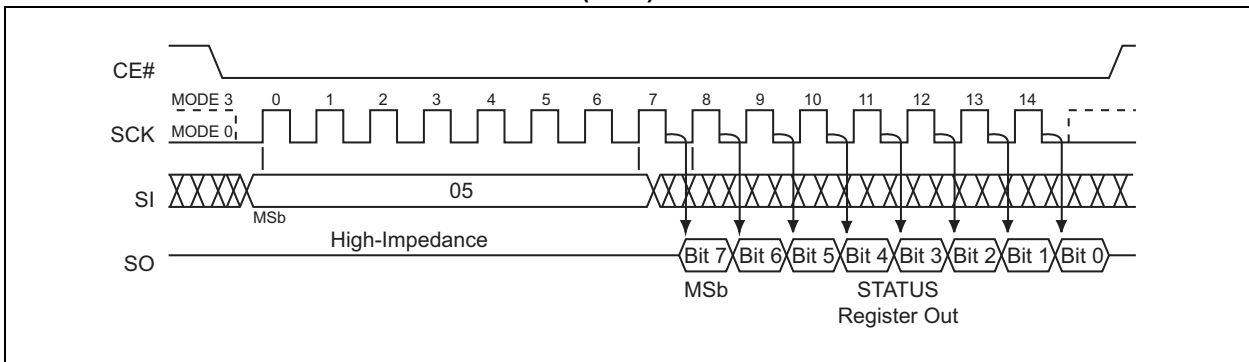 CE#
MODE 3 0 1 2 3 4 5 6 7 8 9 10 11 12 13 14
SCK MODE 0
SI 05
MSb
High-Impedance
SO Bit 7 Bit 6 Bit 5 Bit 4 Bit 3 Bit 2 Bit 1 Bit 0
MSb STATUS
Register Out